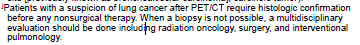 iPatients with a suspicion of lung cancer after PET/CT require histologic confirmation
before any nonsurgical therapy. When a biopsy is not possible, a multidisciplinary
evaluation should be done including radiation oncology, surgery, and interventional
pulmonology.